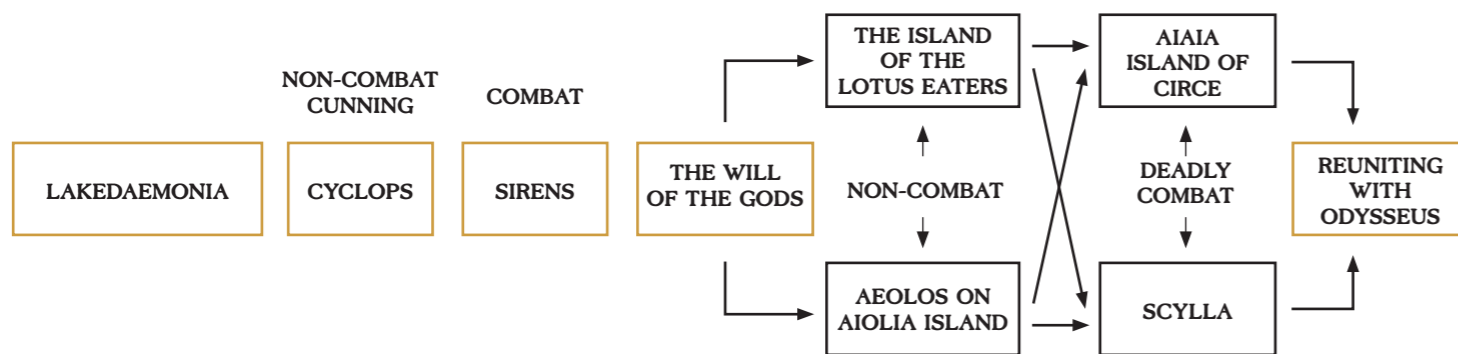 LAKEDAEMONIA
NON-COMBAT
CUNNING
CYCLOPS
COMBAT
SIRENS
THE WILL
OF THE GODS
THE ISLAND
OF THE
LOTUS EATERS
NON-COMBAT
AEOLOS ON
AIOLIA ISLAND
AIAIA
ISLAND OF
CIRCE
DEADLY
COMBAT
SCYLLA
REUNITING
WITH
ODYSSEUS